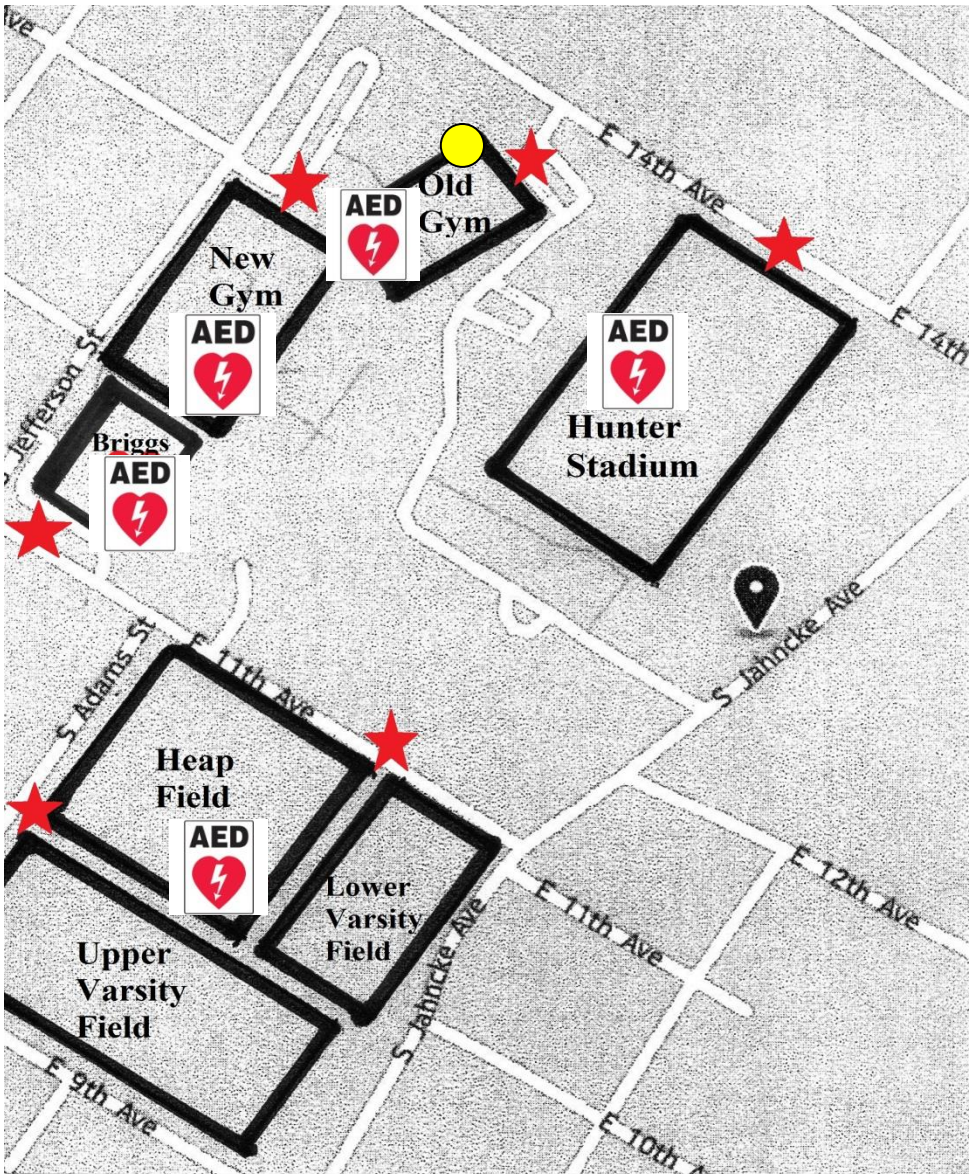 Ave
E 14th Ave
E 14th
Old
Gym
AED
New
Gym
AED
S Jefferson St
Briggs
AED
AED
Hunter
Stadium
S Jahncke Ave
S Adams St
E 11th Ave
Heap
Field
AED
Lower
Varsity
Field
Upper
Varsity
Field
E 12th Ave
E 11th Ave
S Jahncke Ave
E 9th Ave
E 10th A